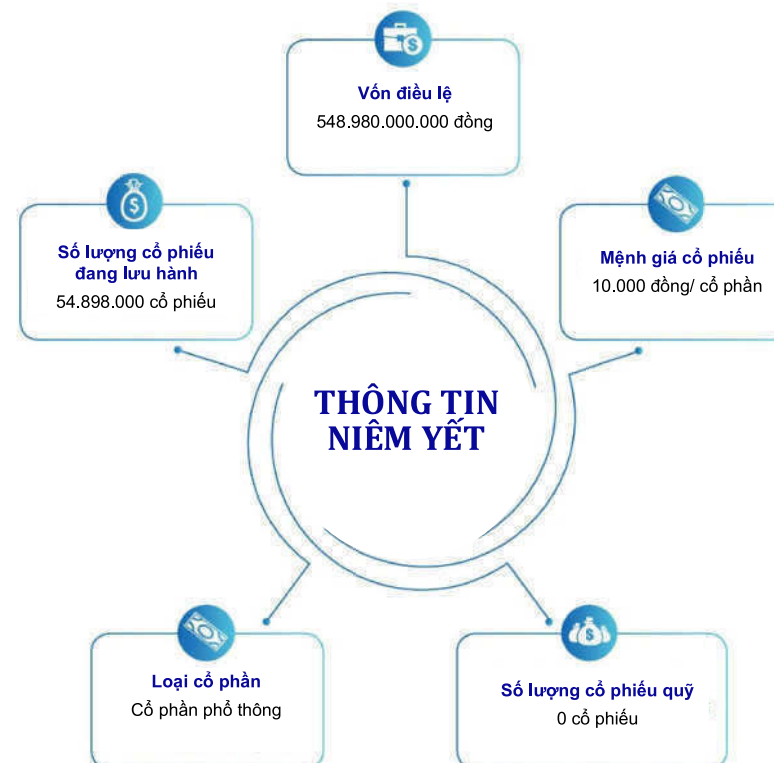 Vốn điều lệ
548.980.000.000 đồng
Số lượng cổ phiếu
đang lưu hành
54.898.000 cổ phiếu
Mệnh giá cổ phiếu
10.000 đồng/ cổ phần
THÔNG TIN
NIÊM YẾT
Loại cổ phần
Cổ phần phổ thông
Số lượng cổ phiếu quỹ
0 cổ phiếu